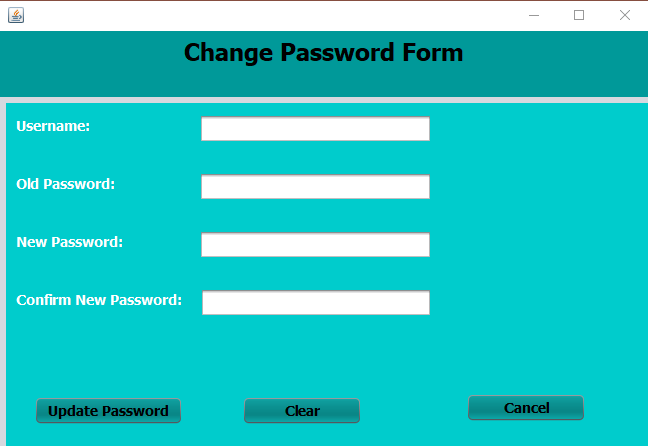 Change Password Form
Username:
Old Password:
New Password:
Confirm New Password:
Update Password
Clear
Cancel